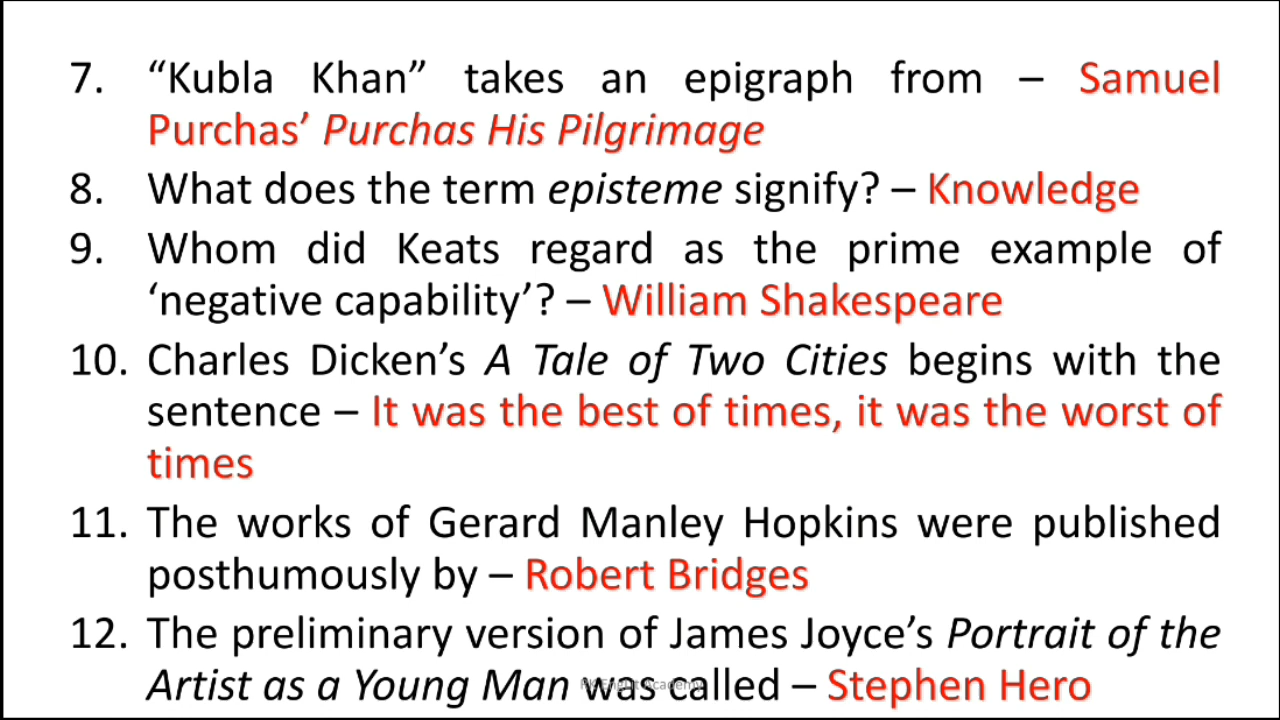 7. “Kubla Khan” takes an epigraph from – Samuel
Purchas’ Purchas His Pilgrimage
8. What does the term episteme signify? – Knowledge
9. Whom did Keats regard as the prime example of
‘negative capability’? – William Shakespeare
10. Charles Dicken’s A Tale of Two Cities begins with the
sentence – It was the best of times, it was the worst of
times
11. The works of Gerard Manley Hopkins were published
posthumously by – Robert Bridges
12. The preliminary version of James Joyce’s Portrait of the
Artist as a Young Man was called – Stephen Hero
Academy